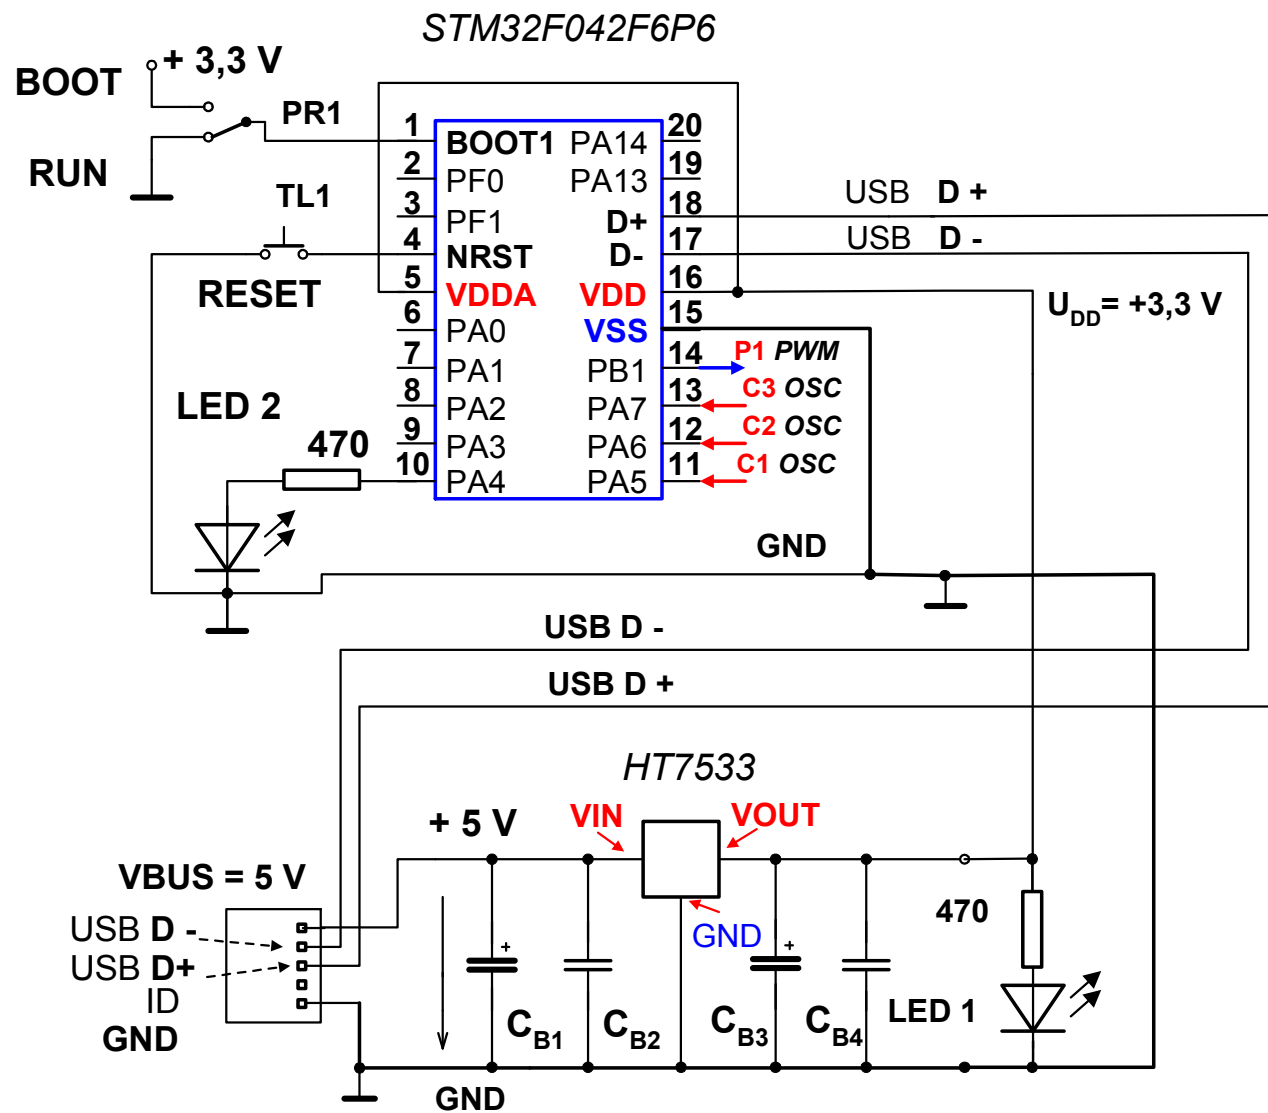 STM32F042F6P6
+ 3,3 V
BOOT
PR1
RUN
TL1
RESET
1 BOOT1 PA14 20
2 PF0 PA13 19
3 PF1 D+ 18
4 NRST D- 17
5 VDDA VDD 16
6 PA0 VSS 15
7 PA1 PB1 14
8 PA2 PA7 13
9 PA3 PA6 12
10 PA4 PA5 11
USB D +
USB D -
UDD= +3,3 V
P1 PWM
C3 OSC
C2 OSC
C1 OSC
LED 2
470
GND
USB D -
USB D +
HT7533
+ 5 V
VIN
VOUT
GND
VBUS = 5 V
USB D -
USB D+
ID
GND
+
+
CB1
CB2
CB3
CB4
470
LED 1
GND